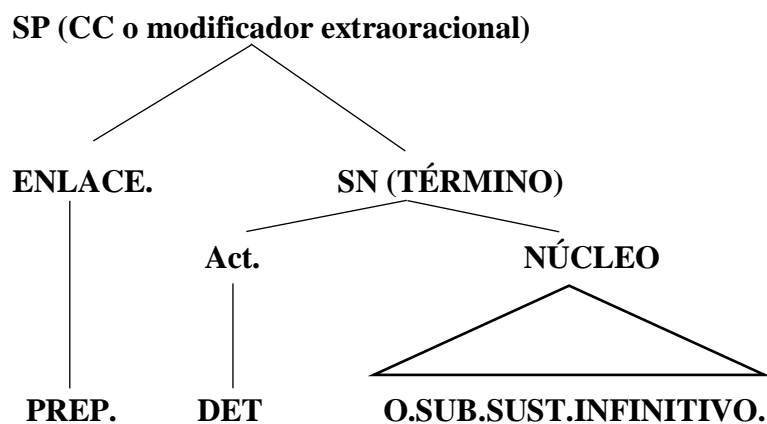 SP (CC o modificador extraoracional)
ENLACE. SN (TÉRMINO)
Act. NÚCLEO
PREP. DET O.SUB.SUST.INFINITIVO.